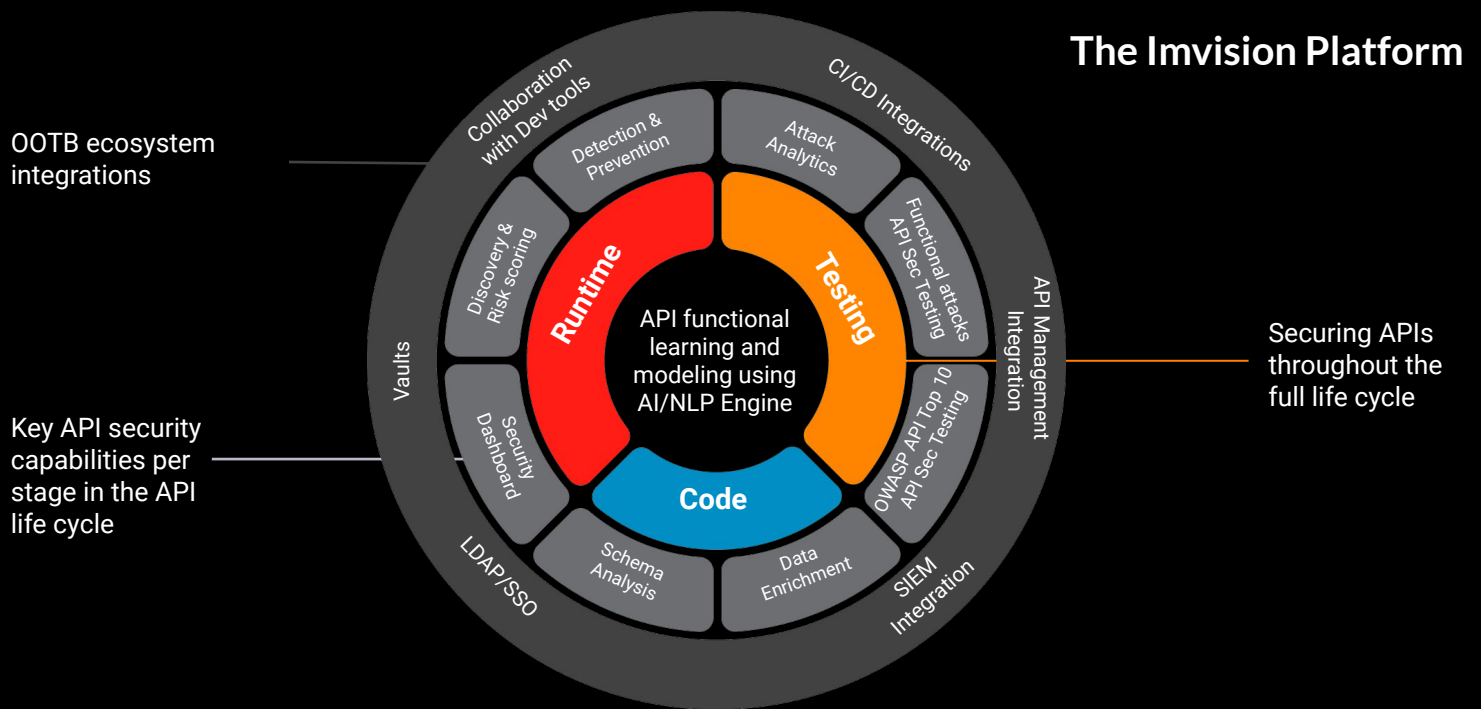 The Imvision Platform
OOTB ecosystem
integrations
Key API security
capabilities per
stage in the API
life cycle
Collaboration
with Dev tools
CI/CD Integrations
API Management
Integration
SIEM
Integration
LDAP/SSO
Vaults
Detection &
Prevention
Attack
Analytics
Functional attacks
API Sec Testing
OWASP API Top 10
API Sec Testing
Data
Enrichment
Schema
Analysis
Security
Dashboard
Discovery &
Risk scoring
Runtime
Testing
Code
API functional
learning and
modeling using
AI/NLP Engine
Securing APIs
throughout the
full life cycle